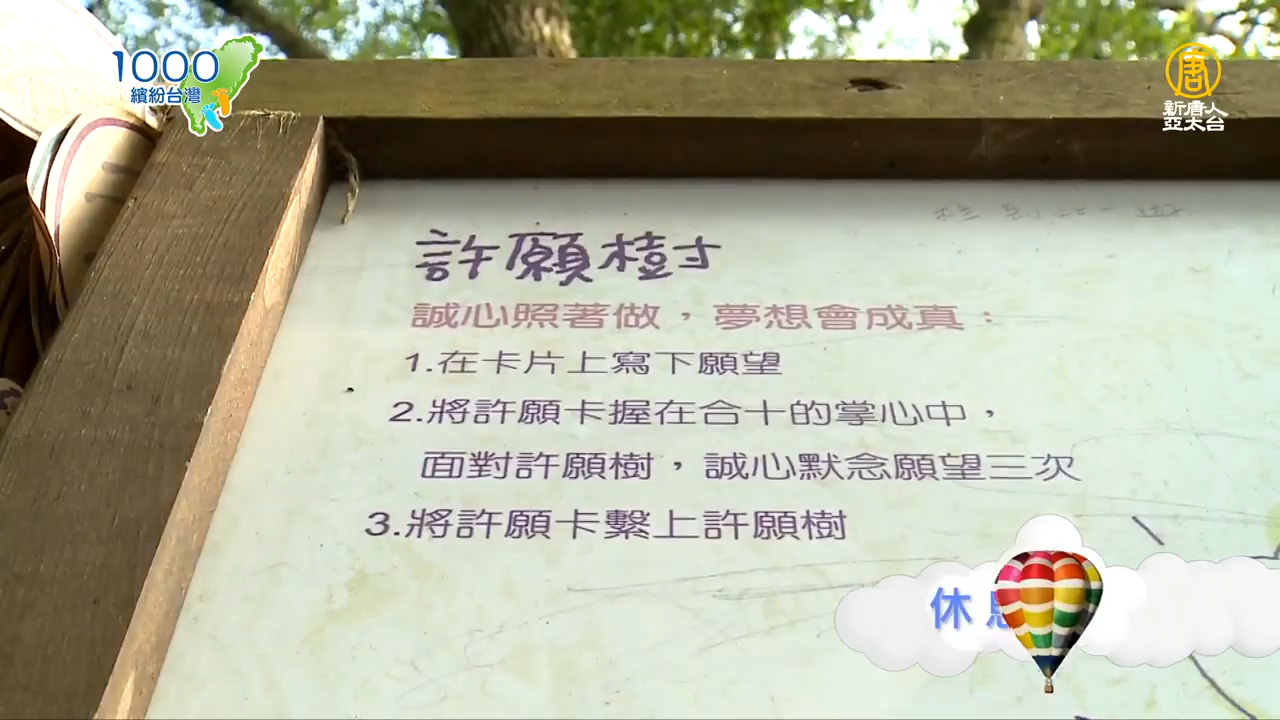 1000
繽紛台灣
唐
新唐人
亞太台
許願樹
誠心照著做，夢想會成真：
1.在卡片上寫下願望
2.將許願卡握在合十的掌心中，
面對許願樹，誠心默念願望三次
3.將許願卡繫上許願樹
休